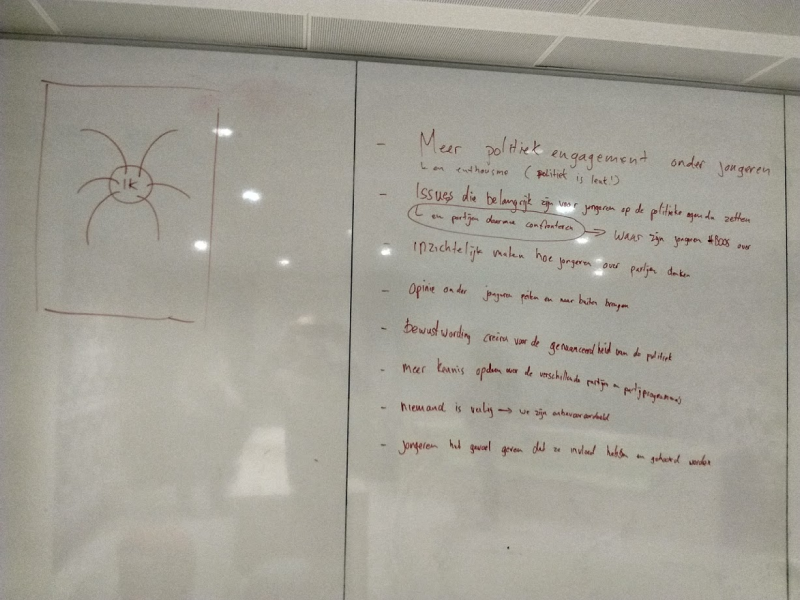 IK
- Meer politiek engagement onder jongeren
en enthousisme (politiek is leuk!)
- Issues die belangrijk zijn voor jongeren op de politieke agenda zetten
en partijen daarmee confronteren → WAAR zijn jongeren #BOOS over
- inzichtelijk maken hoe jongeren over partijen denken
- Opinie onder jongeren peilen en naar buiten brengen
- bewustwording creëren voor de genuanceerdheid van de politiek
- meer kennis opdoen over de verschillende partijen en partijprogramma's
- niemand is veilig → we zijn onbevooroordeeld
- jongeren het gevoel geven dat ze invloed hebben en gehoord worden